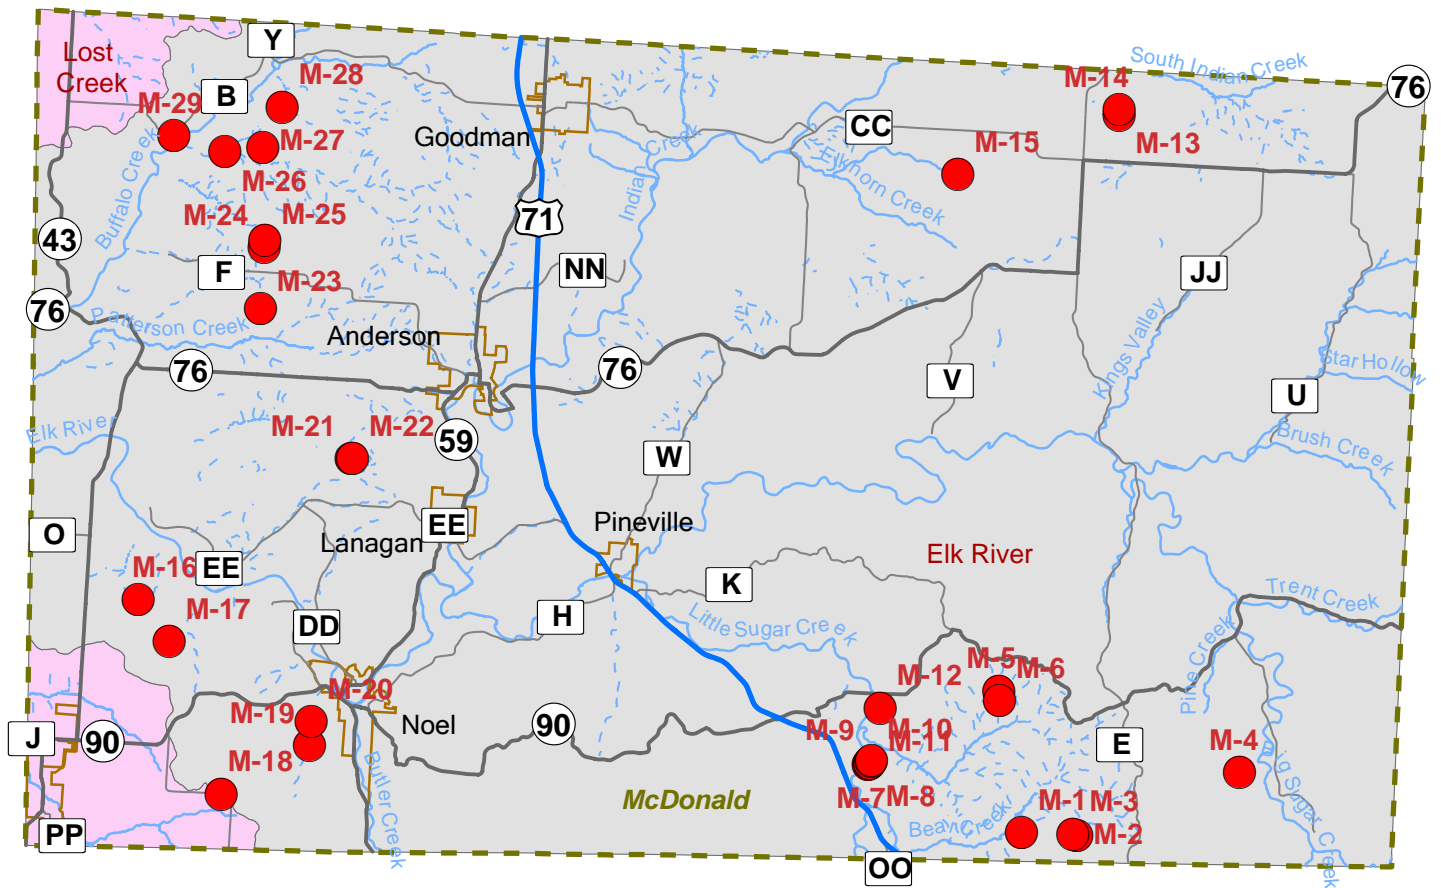 Y
Lost
Creek
South Indian Creek
M-28
M-14
76
B
M-29
Goodman
CC
M-15
M-13
M-27
Indian Creek
Elkhorn Creek
Buffalo Creek
M-26
M-24
M-25
71
43
F
NN
JJ
M-23
76
Patterson Creek
Anderson
Kings Valley
76
76
V
Star Hollow
U
Elk River
M-21
M-22
59
Brush Creek
W
O
EE
Pineville
Lanagan
Elk River
M-16
EE
K
M-17
H
DD
Little Sugar Creek
Trent Creek
Pine Creek
M-5
M-6
M-12
M-20
M-19
Noel
90
M-9
M-10
M-11
J
90
E
M-4
M-18
Butler Creek
McDonald
M-7
M-8
M-1
M-3
Bear Creek
M-2
Big Sugar Creek
PP
OO